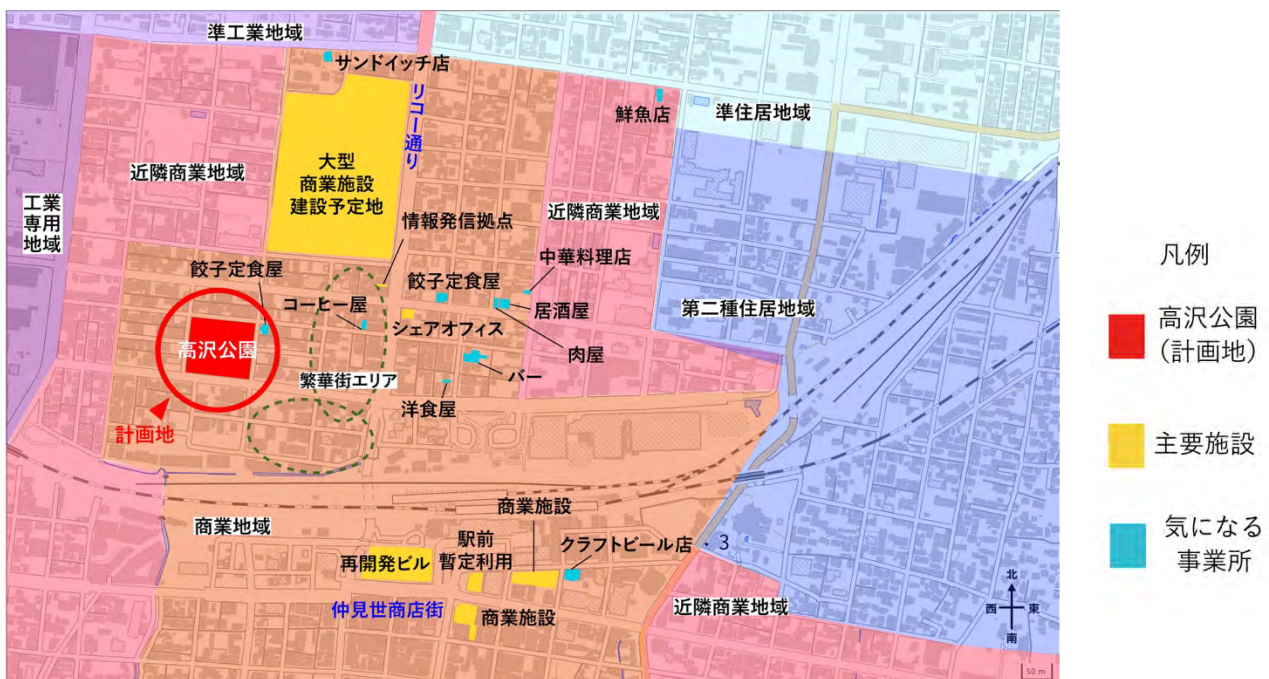 準工業地域
サンドイッチ店
リコー通り
鮮魚店
準住居地域
近隣商業地域
大型
商業施設
建設予定地
工業
専用
地域
近隣商業地域
情報発信拠点
中華料理店
餃子定食屋
餃子定食屋
コーヒー屋
居酒屋
第二種住居地域
シェアオフィス
高沢公園
肉屋
繁華街エリア
バー
洋食屋
計画地
商業施設
商業地域
駅前
暫定利用
クラフトビール店
3
再開発ビル
仲見世商店街
商業施設
近隣商業地域
北
西
東
南
50 m
凡例
高沢公園
(計画地)
主要施設
気になる
事業所